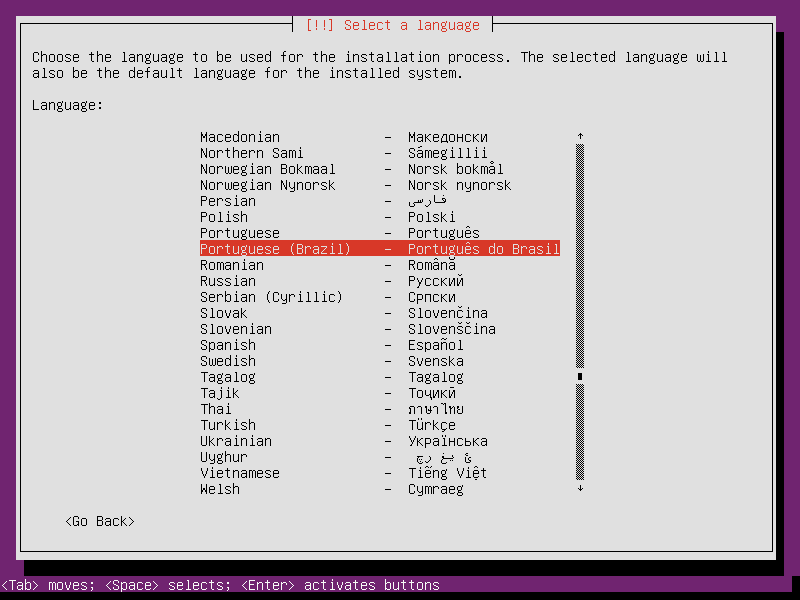 [!!] Select a language
Choose the language to be used for the installation process. The selected language will
also be the default language for the installed system.
Language:
Macedonian - Македонски
Northern Sami - Sámegillii
Norwegian Bokmaal - Norsk bokmål
Norwegian Nynorsk - Norsk nynorsk
Persian - فارسی
Polish - Polski
Portuguese - Português
Portuguese (Brazil) - Português do Brasil
Romanian - Română
Russian - Русский
Serbian (Cyrillic) - Српски
Slovak - Slovenčina
Slovenian - Slovenščina
Spanish - Español
Swedish - Svenska
Tagalog - Tagalog
Tajik - Тоҷикӣ
Thai - ภาษาไทย
Turkish - Türkçe
Ukrainian - Українська
Uyghur -
Vietnamese - Tiếng Việt
Welsh - Cymraeg
<Go Back>
<Tab> moves; <Space> selects; <Enter> activates buttons